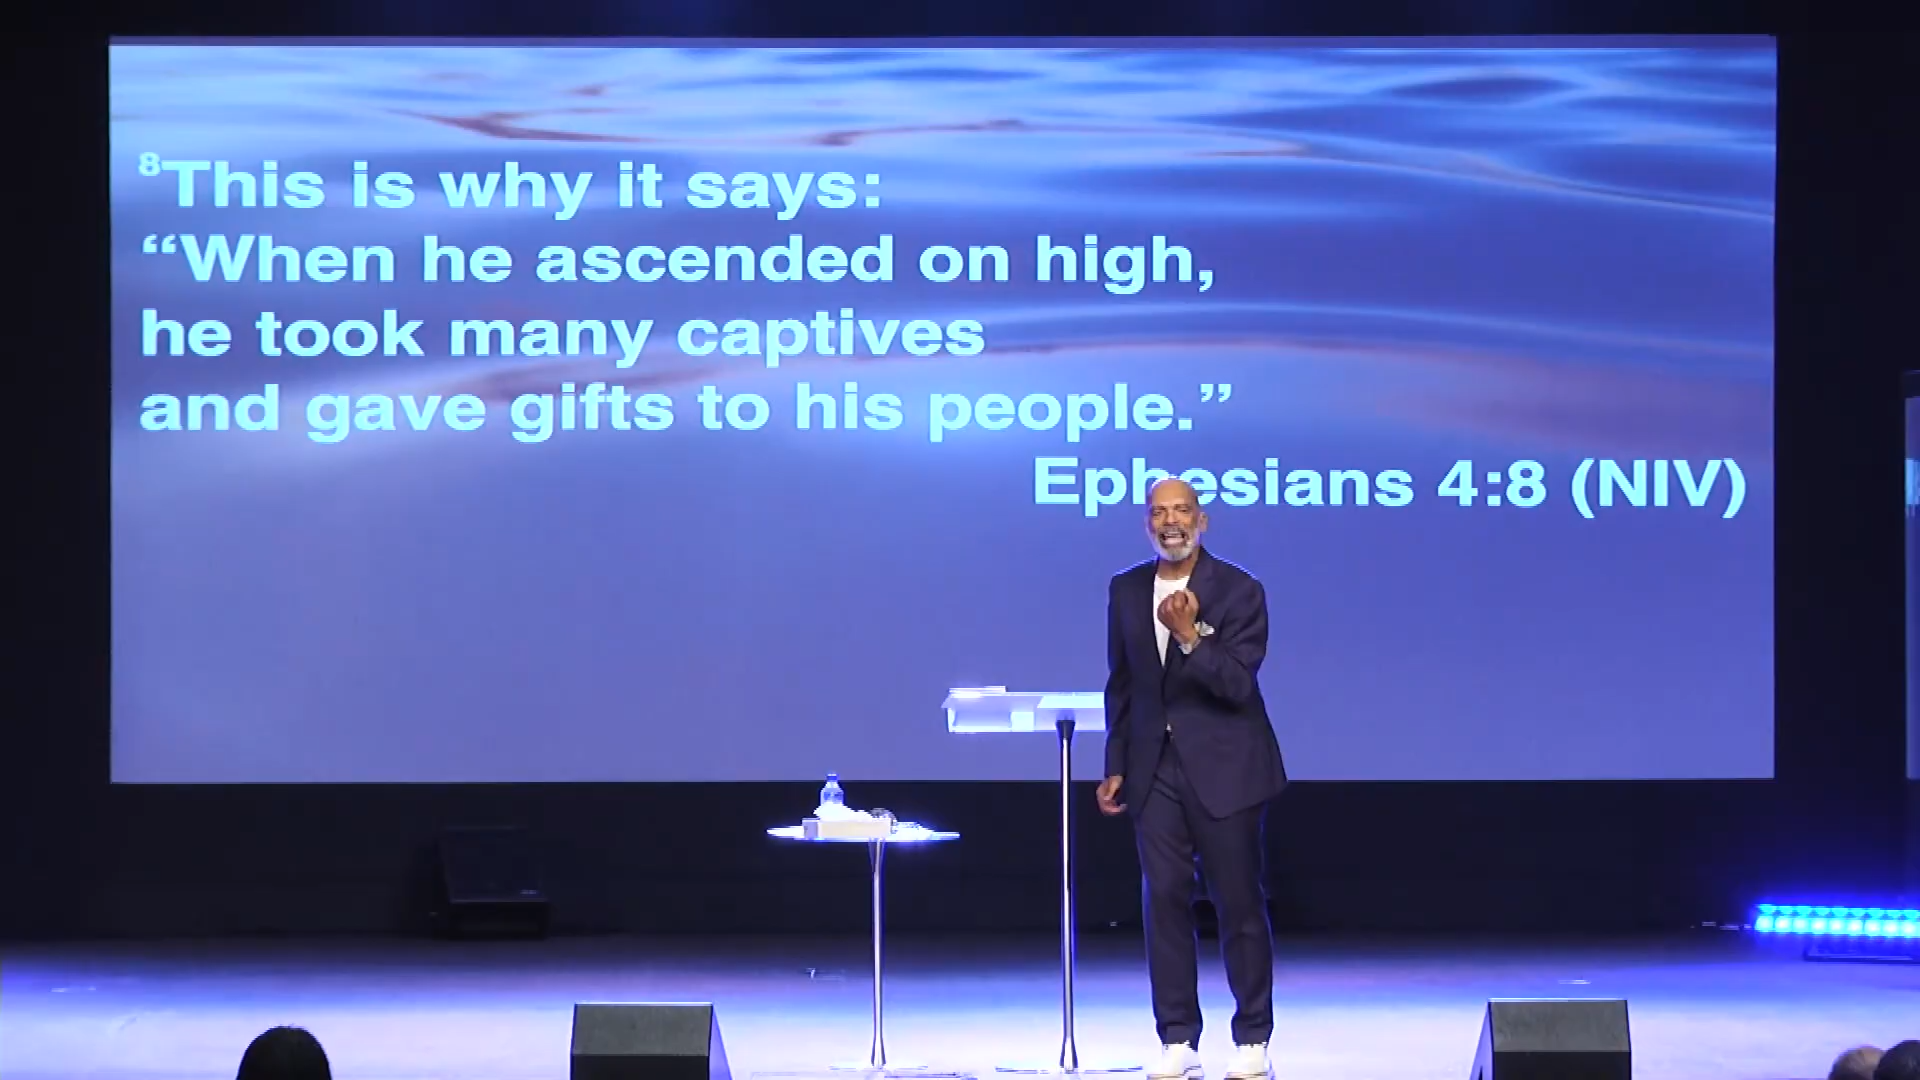 ⁸This is why it says:
“When he ascended on high,
he took many captives
and gave gifts to his people.”
Ephesians 4:8 (NIV)